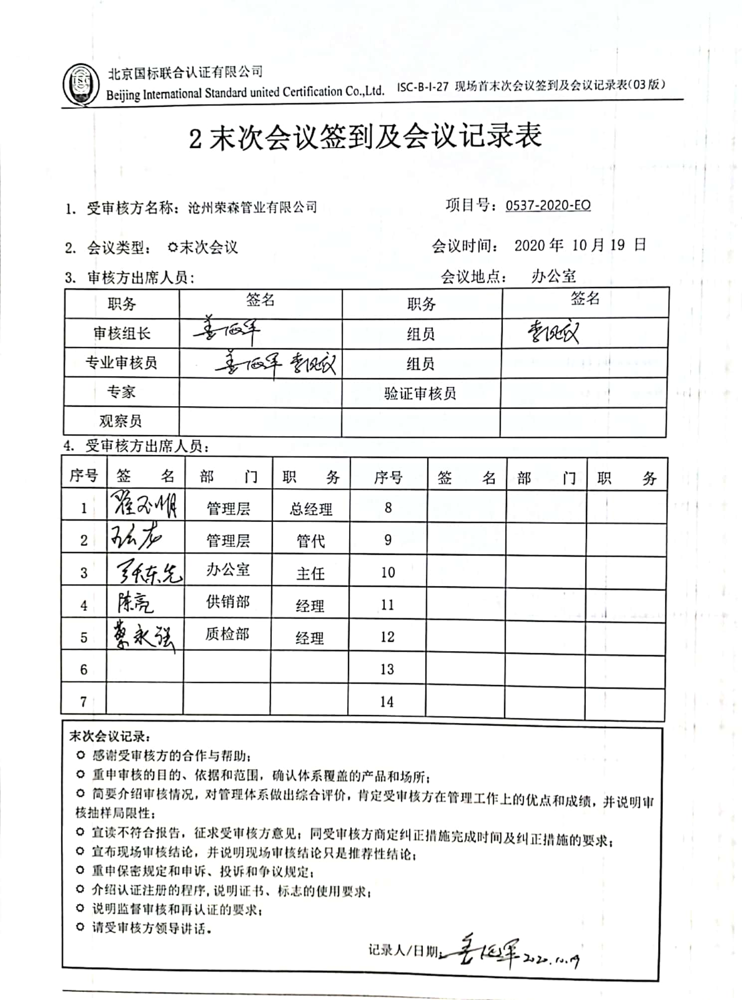 北京国标联合认证有限公司
Beijing International Standard united Certification Co.,Ltd. ISC-B-I-27 现场首末次会议签到及会议记录表(03版)
2 末次会议签到及会议记录表
1. 受审核方名称：沧州荣森管业有限公司 项目号：0537-2020-EQ
2. 会议类型： ✿末次会议 会议时间： 2020 年 10 月 19 日
3. 审核方出席人员： 会议地点： 办公室
职务 签名 职务 签名
审核组长 姜海军 组员
专业审核员 姜海军 组员
专家 验证审核员
观察员
4. 受审核方出席人员：
序号 签 名 部 门 职 务 序号 签 名 部 门 职 务
1 管理层 总经理 8
2 管理层 管代 9
3 办公室 主任 10
4 陈亮 供销部 经理 11
5 蔡永强 质检部 经理 12
6 13
7 14
末次会议记录：
✿ 感谢受审核方的合作与帮助；
✿ 重申审核的目的、依据和范围，确认体系覆盖的产品和场所；
✿ 简要介绍审核情况，对管理体系做出综合评价，肯定受审核方在管理工作上的优点和成绩，并说明审
核抽样局限性；
✿ 宣读不符合报告，征求受审核方意见；同受审核方商定纠正措施完成时间及纠正措施的要求；
✿ 宣布现场审核结论，并说明现场审核结论只是推荐性结论；
✿ 重申保密规定和申诉、投诉和争议规定；
✿ 介绍认证注册的程序,说明证书、标志的使用要求；
✿ 说明监督审核和再认证的要求；
✿ 请受审核方领导讲话。
记录人/日期： 姜海军 2020.10.19